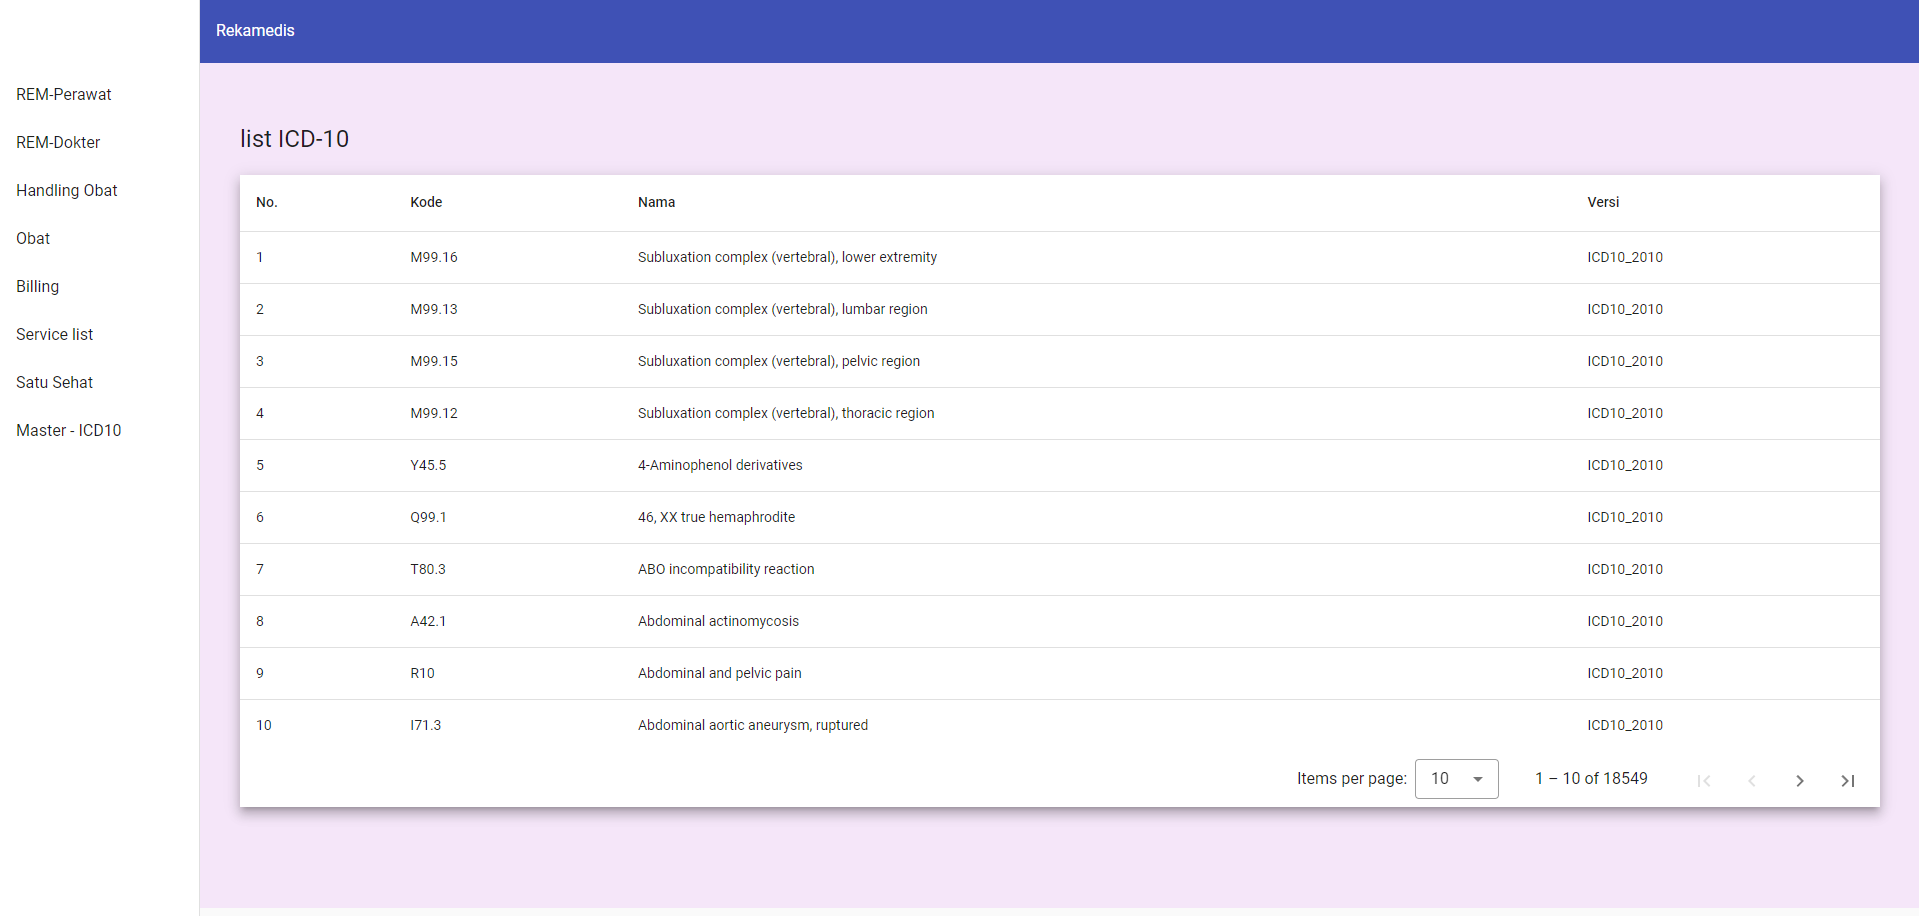 Rekamedis
REM-Perawat
REM-Dokter
Handling Obat
Obat
Billing
Service list
Satu Sehat
Master - ICD10
list ICD-10
No. Kode Nama Versi
1 M99.16 Subluxation complex (vertebral), lower extremity ICD10_2010
2 M99.13 Subluxation complex (vertebral), lumbar region ICD10_2010
3 M99.15 Subluxation complex (vertebral), pelvic region ICD10_2010
4 M99.12 Subluxation complex (vertebral), thoracic region ICD10_2010
5 Y45.5 4-Aminophenol derivatives ICD10_2010
6 Q99.1 46, XX true hemaphrodite ICD10_2010
7 T80.3 ABO incompatibility reaction ICD10_2010
8 A42.1 Abdominal actinomycosis ICD10_2010
9 R10 Abdominal and pelvic pain ICD10_2010
10 I71.3 Abdominal aortic aneurysm, ruptured ICD10_2010
Items per page: 10 1 – 10 of 18549